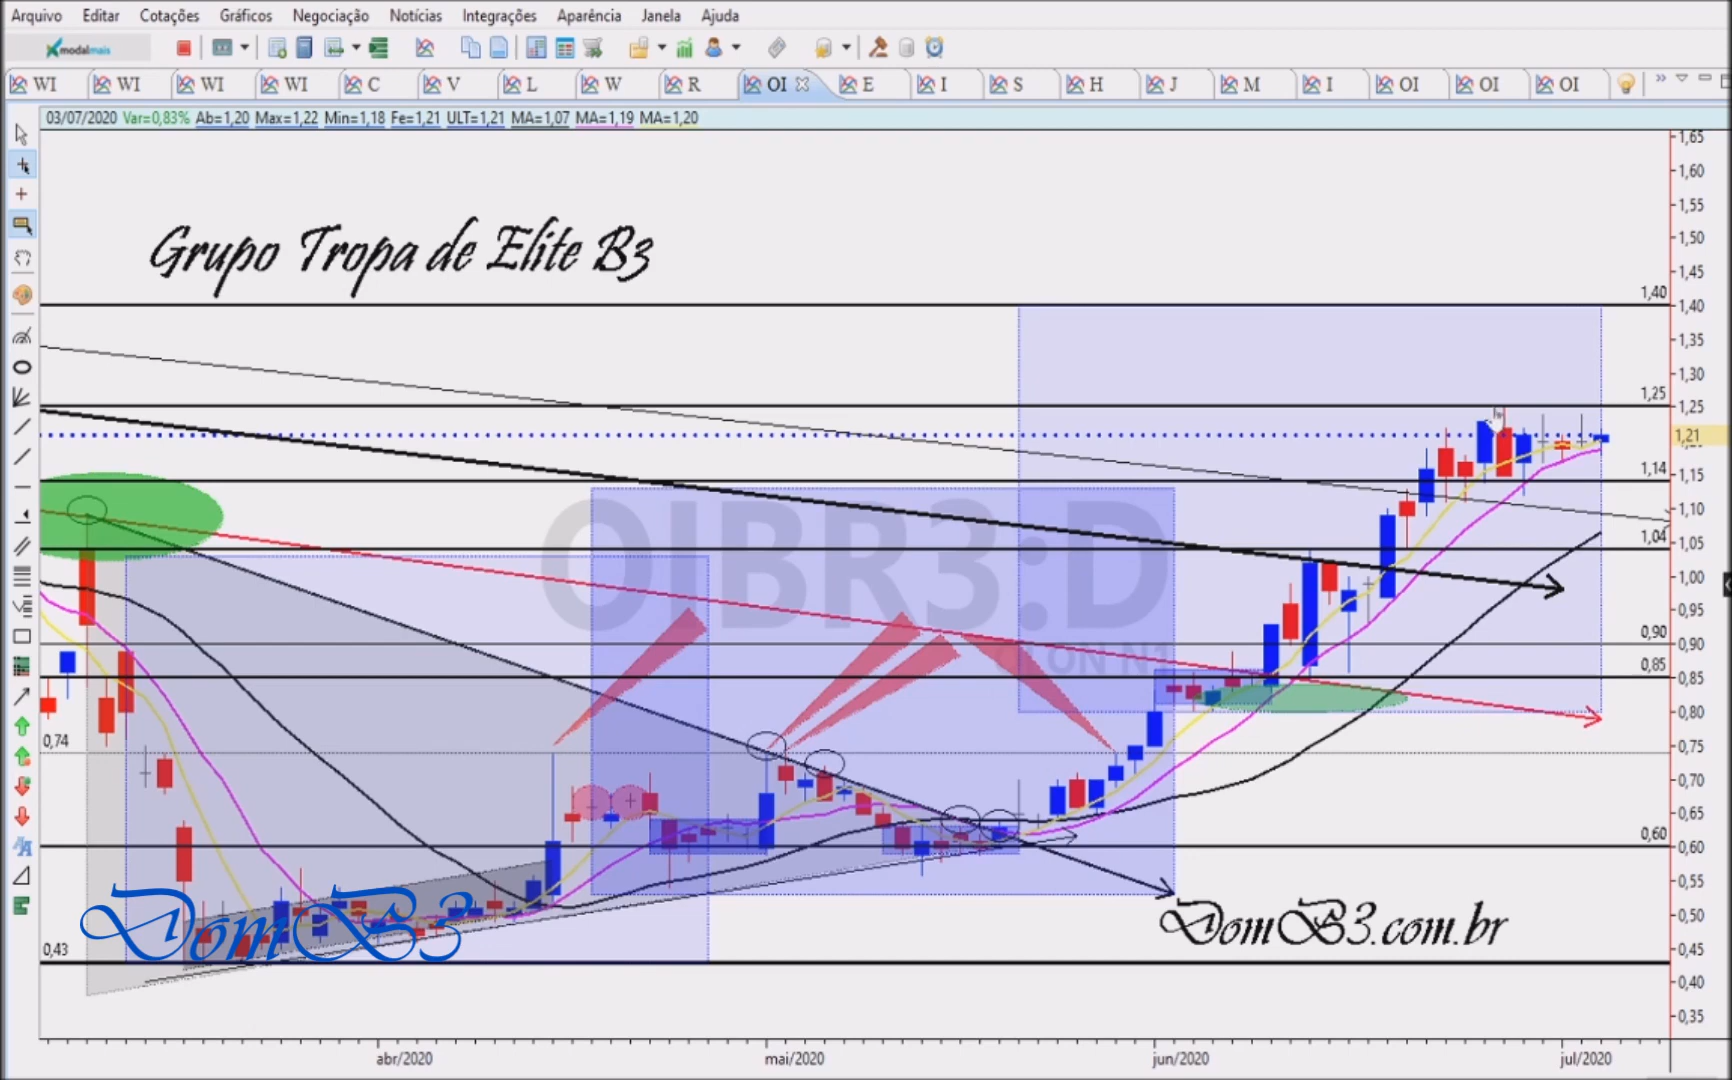 Arquivo Editar Cotações Gráficos Negociação Notícias Integrações Aparência Janela Ajuda
modalmais
WI WI WI WI C V L W R OI E I S H J M I OI OI OI
03/07/2020 Var=0,83% Ab=1,20 Max=1,22 Min=1,18 Fe=1,21 ULT=1,21 MA=1,07 MA=1,19 MA=1,20
1,65
1,60
Grupo Tropa de Elite B3
1,55
1,50
1,45
1,40 1,40
1,35
1,30
1,25 1,25
1,21
1,14 1,15
1,10
OIBR3:D
1,04 1,05
1,00
0,95
0,90 0,90
ON N1
0,85 0,85
0,80
0,74 0,75
0,70
0,65
0,60 0,60
0,55
DomB3
DomB3.com.br
0,50
0,43 0,45
0,40
0,35
abr/2020 mai/2020 jun/2020 jul/2020